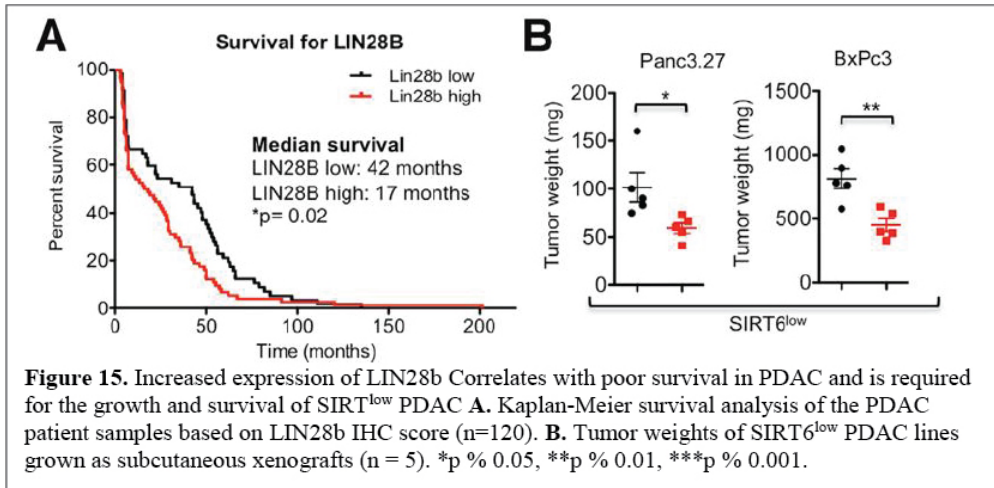 A
Survival for LIN28B
Lin28b low
Lin28b high
Median survival
LIN28B low: 42 months
LIN28B high: 17 months
*p= 0.02
Percent survival
100
80
60
40
20
0
0 50 100 150 200
Time (months)
B
Panc3.27
*
Tumor weight (mg)
200
150
100
50
0
BxPc3
**
Tumor weight (mg)
1500
1000
500
0
SIRT6low
Figure 15. Increased expression of LIN28b Correlates with poor survival in PDAC and is required
for the growth and survival of SIRTlow PDAC A. Kaplan-Meier survival analysis of the PDAC
patient samples based on LIN28b IHC score (n=120). B. Tumor weights of SIRT6low PDAC lines
grown as subcutaneous xenografts (n = 5). *p % 0.05, **p % 0.01, ***p % 0.001.